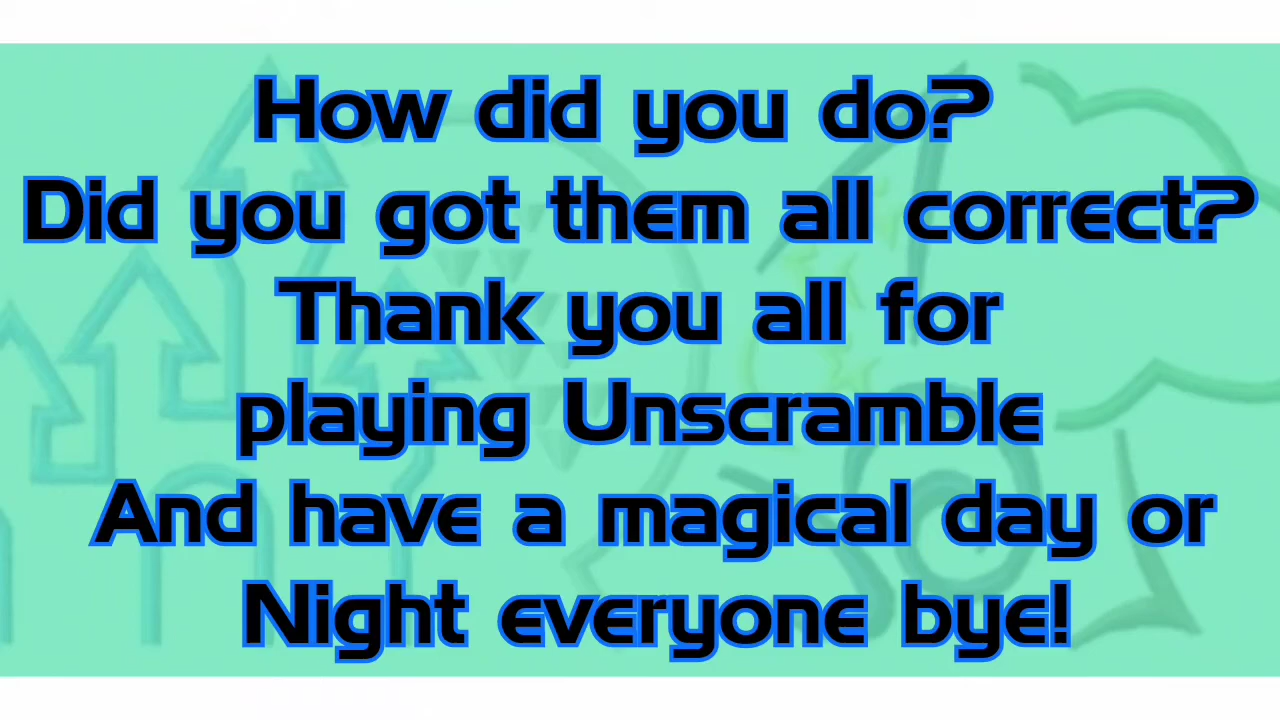 How did you do?
Did you got them all correct?
Thank you all for
playing Unscramble
And have a magical day or
Night everyone bye!